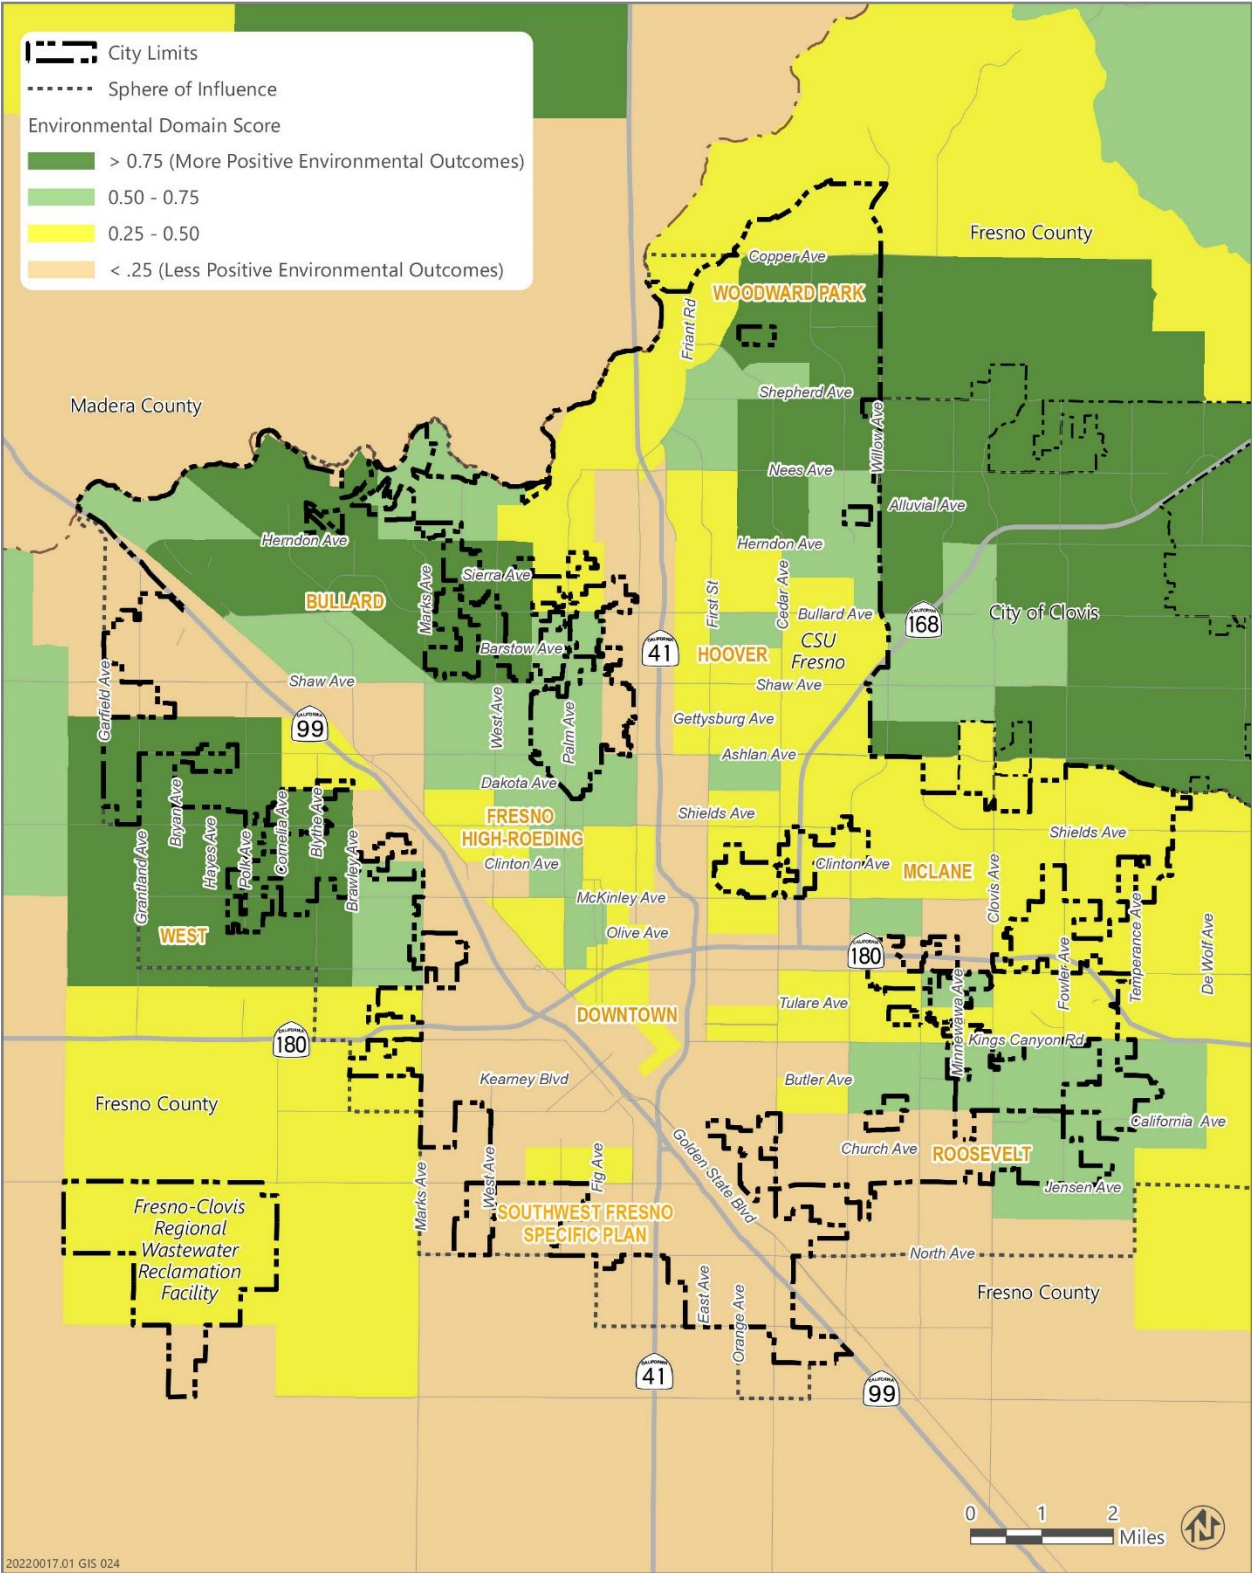 City Limits
Sphere of Influence
Environmental Domain Score
> 0.75 (More Positive Environmental Outcomes)
0.50 - 0.75
0.25 - 0.50
< .25 (Less Positive Environmental Outcomes)
Fresno County
Copper Ave
WOODWARD PARK
Friant Rd
Madera County
Shepherd Ave
Willow Ave
Nees Ave
Alluvial Ave
Herndon Ave
Herndon Ave
Sierra Ave
Marks Ave
BULLARD
First St
Cedar Ave
Bullard Ave
CALIFORNIA
168
City of Clovis
Barstow Ave
CALIFORNIA
41
HOOVER
CSU
Fresno
Shaw Ave
Shaw Ave
Garfield Ave
West Ave
Palm Ave
CALIFORNIA
99
Gettysburg Ave
Ashlan Ave
Dakota Ave
Bryan Ave
Hayes Ave
Polk Ave
Cornelia Ave
Blythe Ave
Brawley Ave
Grantland Ave
FRESNO
HIGH-ROEDING
Shields Ave
Shields Ave
Clinton Ave
Clinton Ave
MCLANE
Clovis Ave
McKinley Ave
Temperance Ave
De Wolf Ave
WEST
Olive Ave
CALIFORNIA
180
Fowler Ave
Minnewawa Ave
Tulare Ave
DOWNTOWN
CALIFORNIA
180
Kings Canyon Rd
Kearney Blvd
Butler Ave
Fresno County
California Ave
Golden State Blvd
Church Ave
ROOSEVELT
Marks Ave
West Ave
Fig Ave
Jensen Ave
Fresno-Clovis
Regional
Wastewater
Reclamation
Facility
SOUTHWEST FRESNO
SPECIFIC PLAN
North Ave
East Ave
Orange Ave
Fresno County
CALIFORNIA
41
CALIFORNIA
99
0 1 2
Miles
N
20220017.01 GIS 024